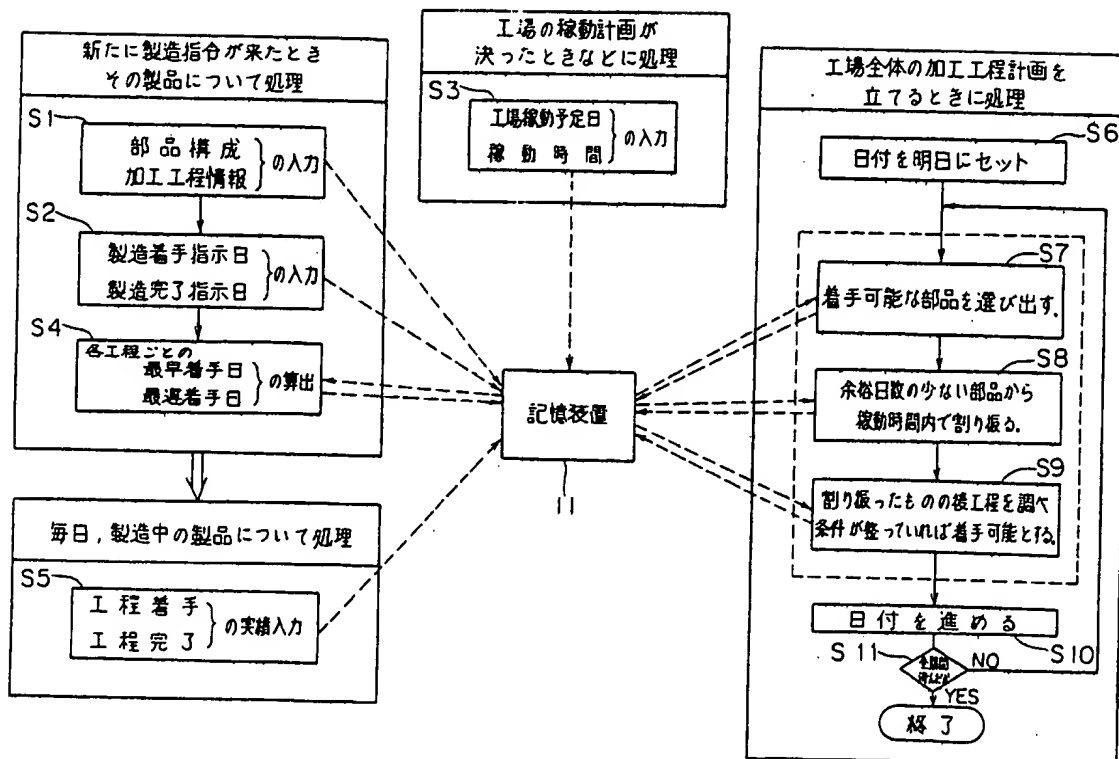 新たに製造指令が来たとき
その製品について処理
S1
部品構成
加工工程情報
の入力
S2
製造着手指示日
製造完了指示日
の入力
S4
各工程ごとの
最早着手日
最遅着手日
の算出
毎日,製造中の製品について処理
S5
工程着手
工程完了
の実績入力
工場の稼動計画が
決ったときなどに処理
S3
工場稼動予定日
稼動時間
の入力
記憶装置
11
工場全体の加工工程計画を
立てるときに処理
S6
日付を明日にセット
S7
着手可能な部品を選び出す。
S8
余裕日数の少ない部品から
稼動時間内で割り振る。
S9
割り振ったものの後工程を調べ
条件が整っていれば着手可能とする。
日付を進める
S10
S11
NO
YES
終了